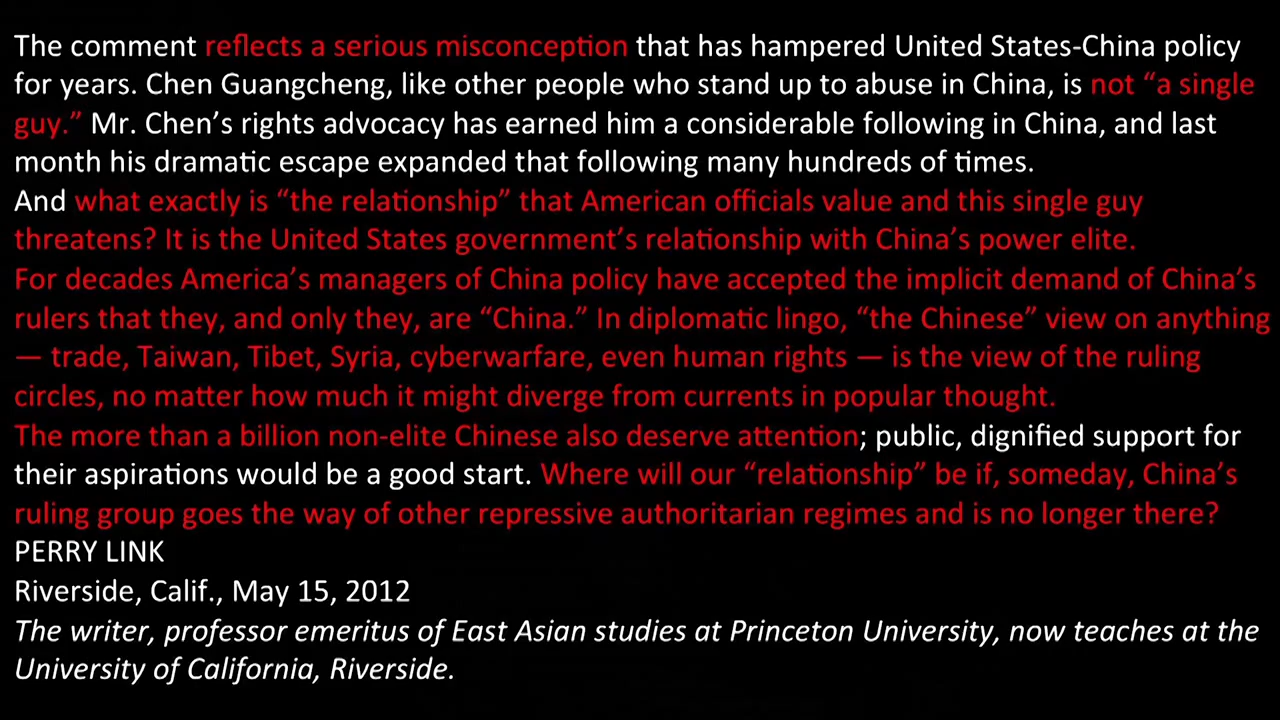 The comment reflects a serious misconception that has hampered United States-China policy
for years. Chen Guangcheng, like other people who stand up to abuse in China, is not “a single
guy.” Mr. Chen’s rights advocacy has earned him a considerable following in China, and last
month his dramatic escape expanded that following many hundreds of times.
And what exactly is “the relationship” that American officials value and this single guy
threatens? It is the United States government’s relationship with China’s power elite.
For decades America’s managers of China policy have accepted the implicit demand of China’s
rulers that they, and only they, are “China.” In diplomatic lingo, “the Chinese” view on anything
— trade, Taiwan, Tibet, Syria, cyberwarfare, even human rights — is the view of the ruling
circles, no matter how much it might diverge from currents in popular thought.
The more than a billion non-elite Chinese also deserve attention; public, dignified support for
their aspirations would be a good start. Where will our “relationship” be if, someday, China’s
ruling group goes the way of other repressive authoritarian regimes and is no longer there?
PERRY LINK
Riverside, Calif., May 15, 2012
The writer, professor emeritus of East Asian studies at Princeton University, now teaches at the
University of California, Riverside.